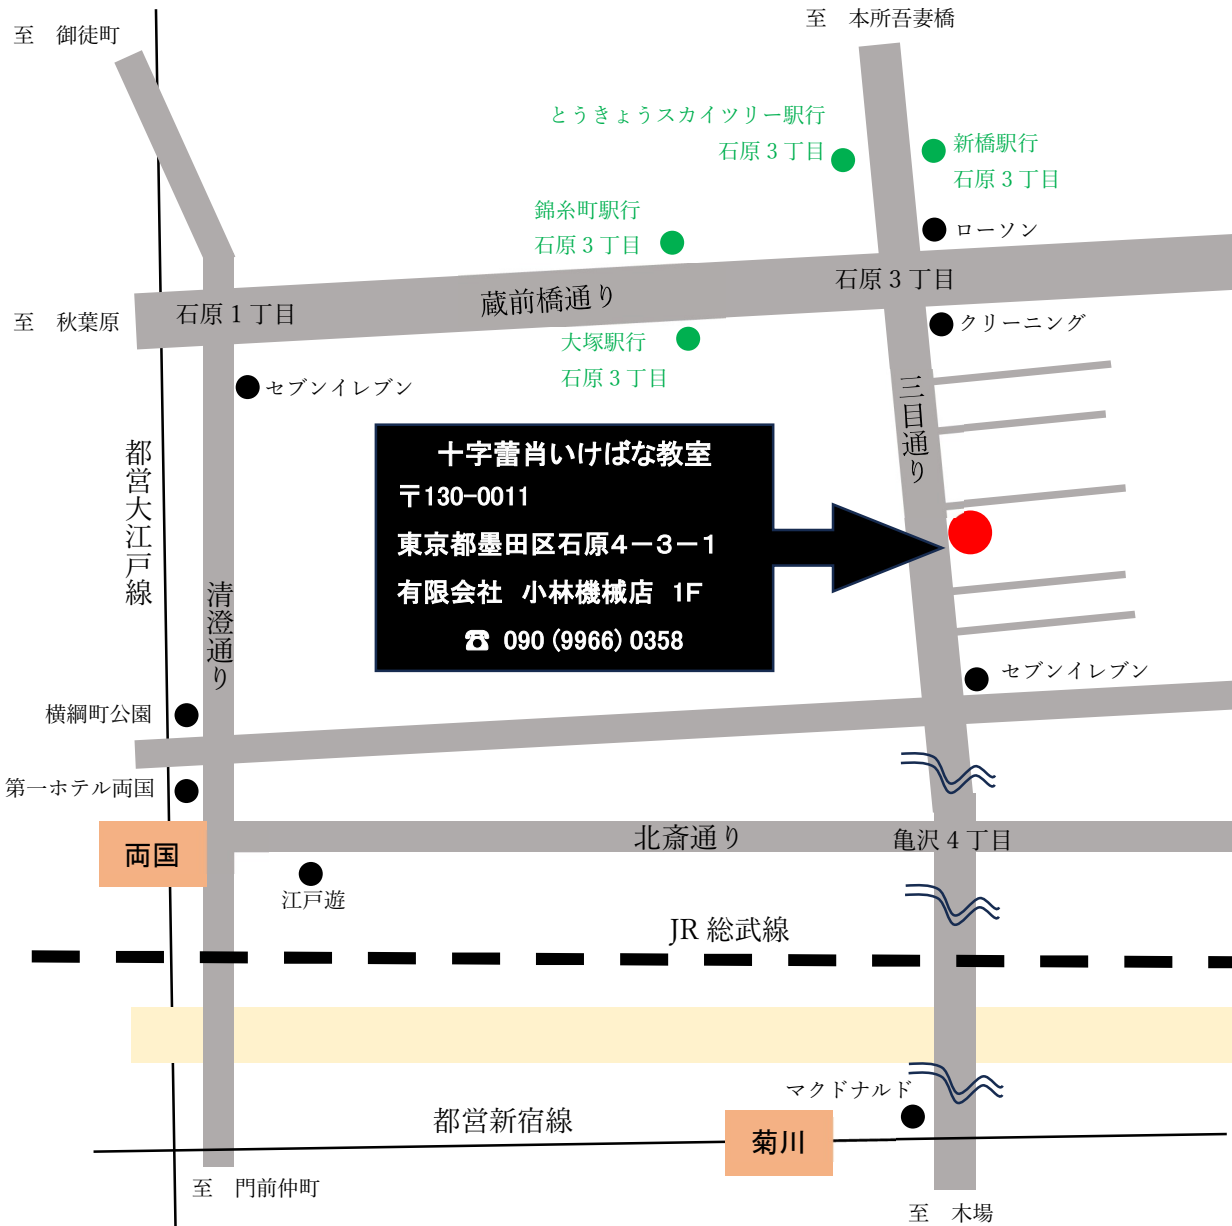 至　御徒町
至　本所吾妻橋
とうきょうスカイツリー駅行
石原３丁目
新橋駅行
石原３丁目
錦糸町駅行
石原３丁目
ローソン
石原３丁目
蔵前橋通り
石原１丁目
至　秋葉原
クリーニング
大塚駅行
石原３丁目
セブンイレブン
三目通り
都営大江戸線
十字蕾肖いけばな教室
〒130-0011
東京都墨田区石原4－3－1
有限会社　小林機械店　1F
☎ 090 (9966) 0358
清澄通り
セブンイレブン
横綱町公園
第一ホテル両国
両国
北斎通り
亀沢４丁目
江戸遊
JR 総武線
マクドナルド
都営新宿線
菊川
至　門前仲町
至　木場